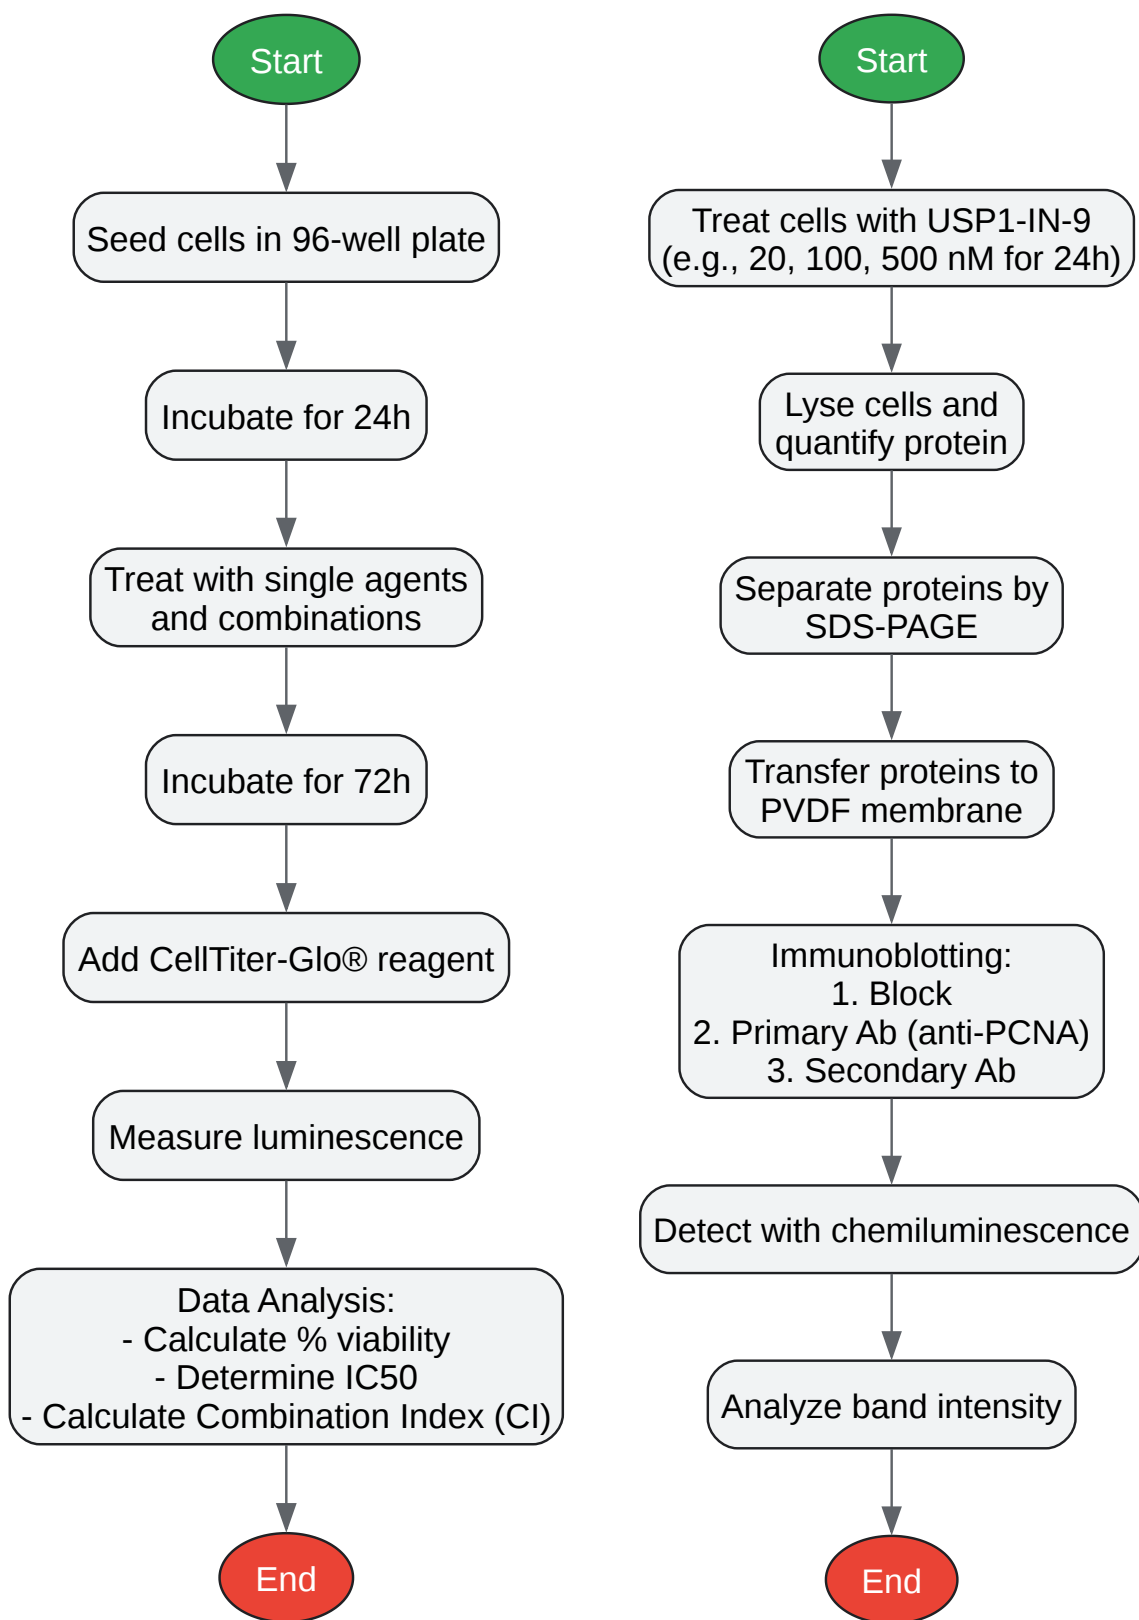 Start
Seed cells in 96-well plate
Incubate for 24h
Treat with single agents
and combinations
Incubate for 72h
Add CellTiter-Glo® reagent
Measure luminescence
Data Analysis:
- Calculate % viability
- Determine IC50
- Calculate Combination Index (CI)
End
Start
Treat cells with USP1-IN-9
(e.g., 20, 100, 500 nM for 24h)
Lyse cells and
quantify protein
Separate proteins by
SDS-PAGE
Transfer proteins to
PVDF membrane
Immunoblotting:
1. Block
2. Primary Ab (anti-PCNA)
3. Secondary Ab
Detect with chemiluminescence
Analyze band intensity
End